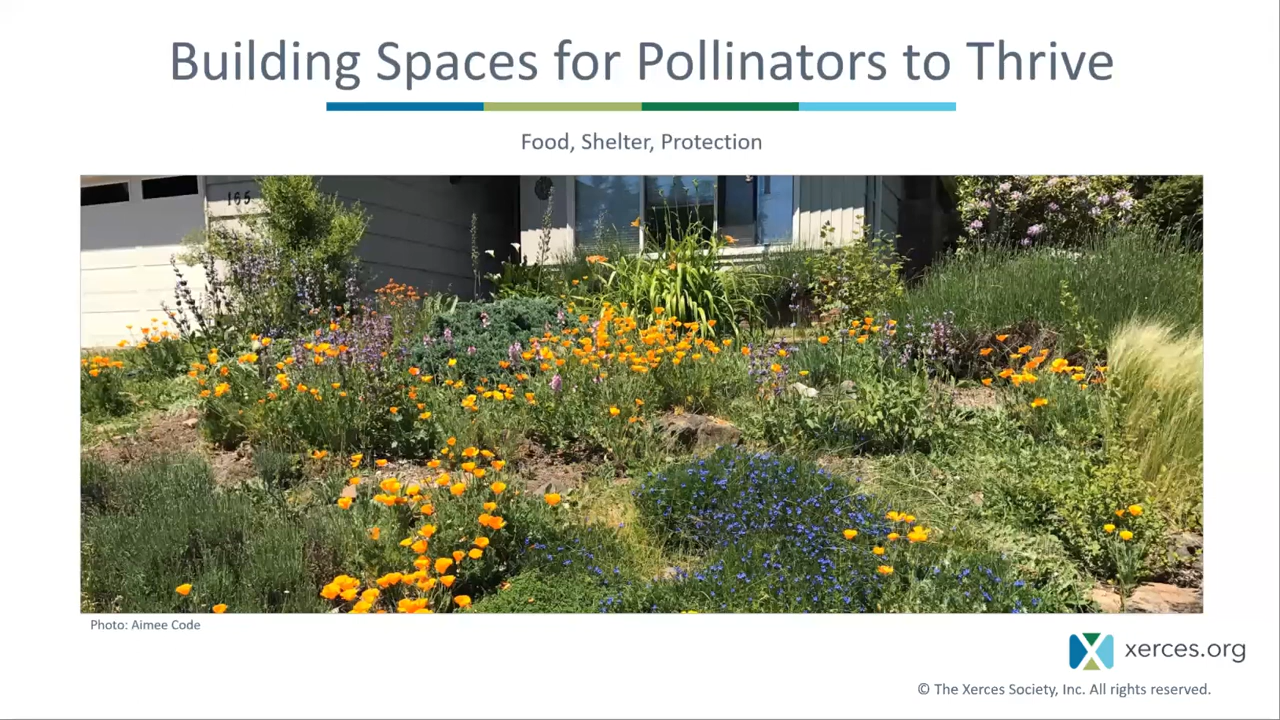 Building Spaces for Pollinators to Thrive
Food, Shelter, Protection
165
Photo: Aimee Code
xerces.org
© The Xerces Society, Inc. All rights reserved.